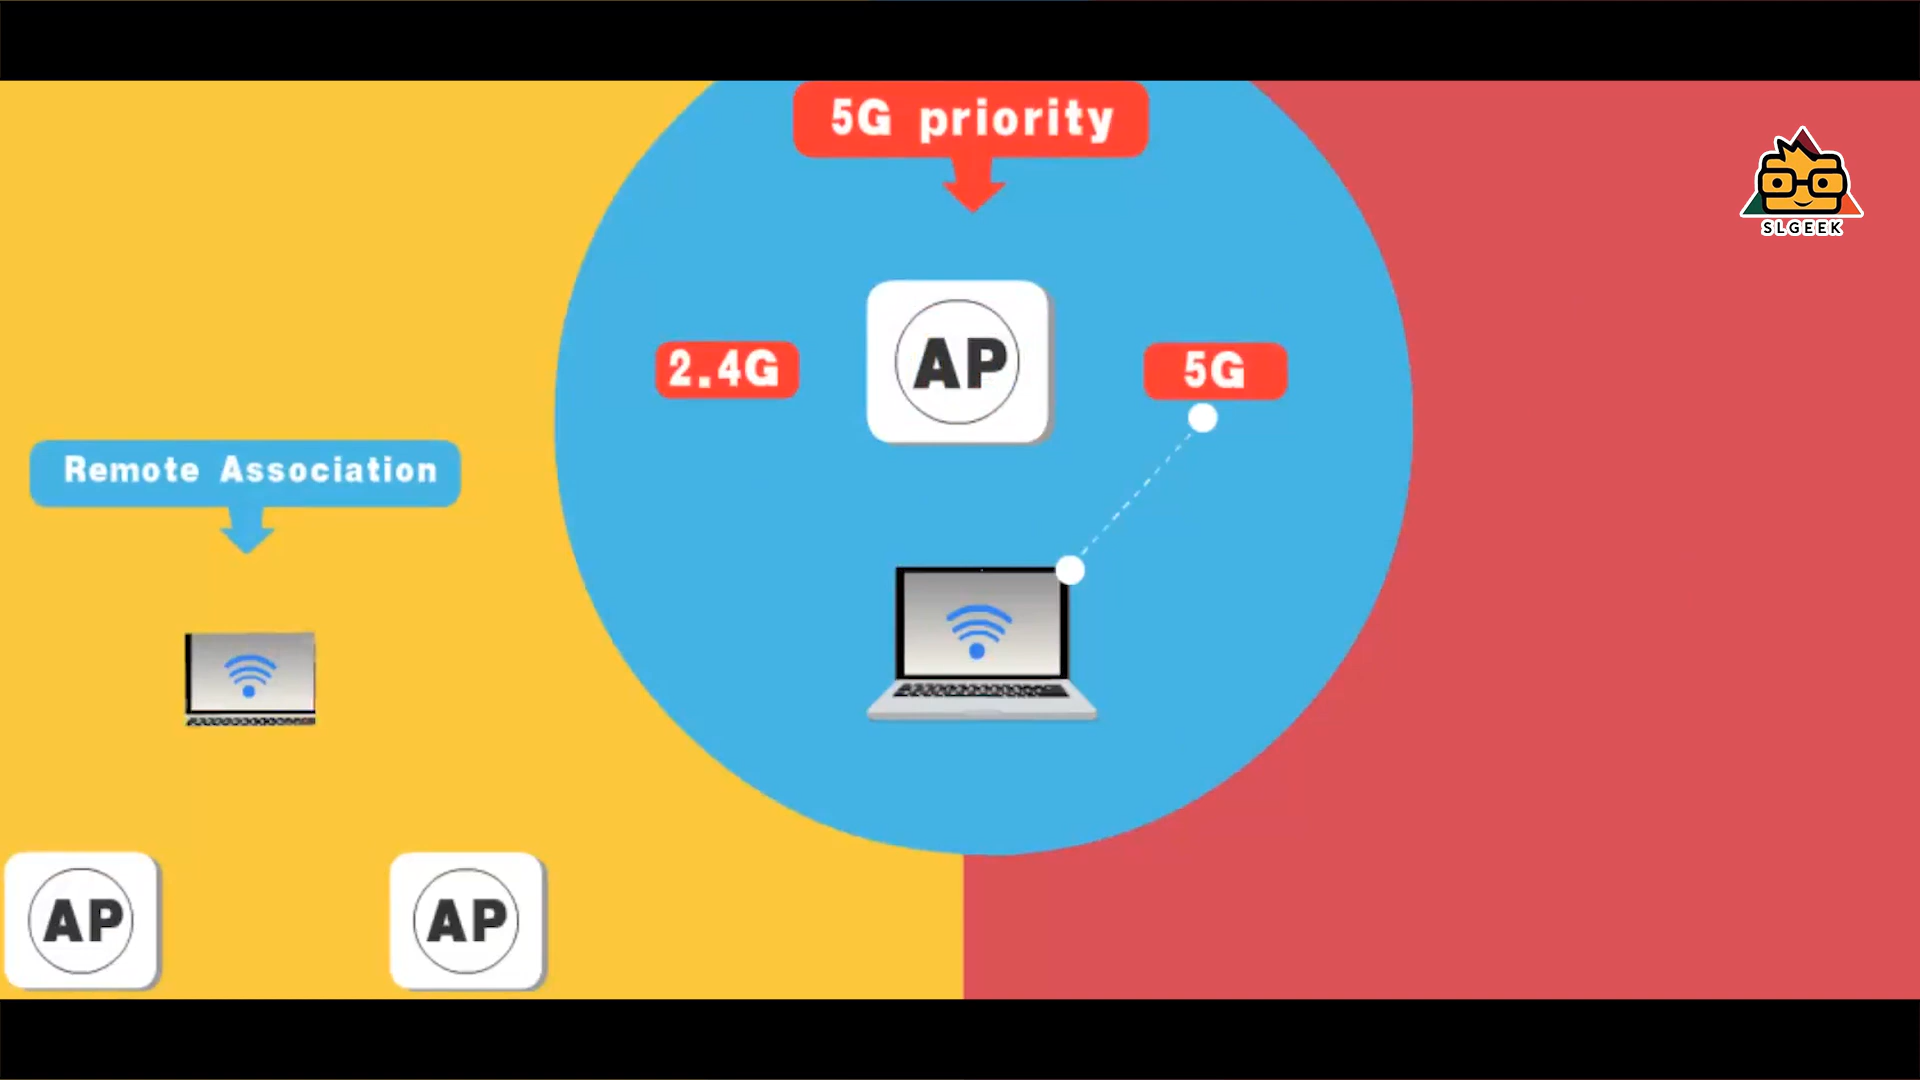 5G priority
SLGEEK
AP
2.4G
5G
Remote Association
AP
AP